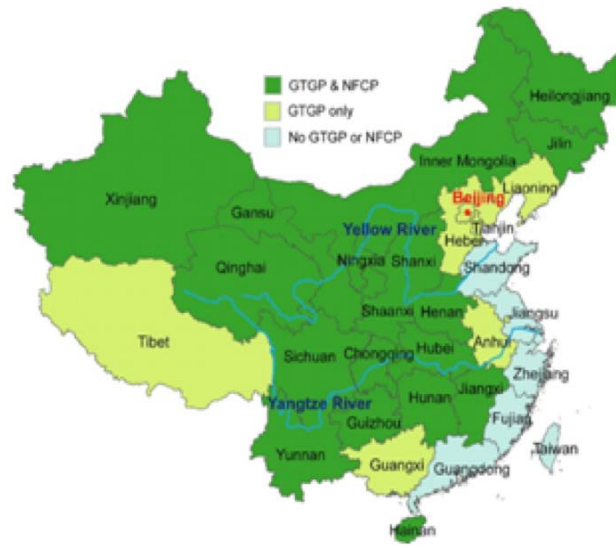 GTGP & NFCP
GTGP only
No GTGP or NFCP
Heilongjiang
Jilin
Inner Mongolia
Liaoning
Beijing
Xinjiang
Gansu
Tianjin
Yellow River
Hebei
Ningxia
Shanxi
Qinghai
Shandong
Shaanxi
Henan
Jiangsu
Tibet
Anhui
Sichuan
Chongqing
Hubei
Zhejiang
Yangtze River
Hunan
Jiangxi
Guizhou
Fujian
Yunnan
Guangxi
Guangdong
Taiwan
Hainan